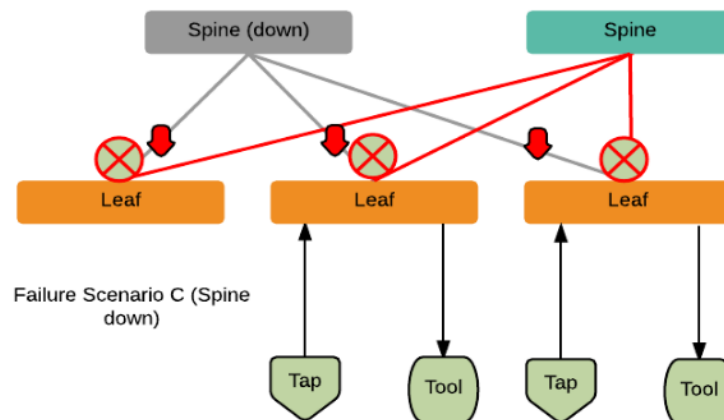 Spine (down)
Spine
Leaf
Leaf
Leaf
Failure Scenario C (Spine
down)
Tap
Tool
Tap
Tool